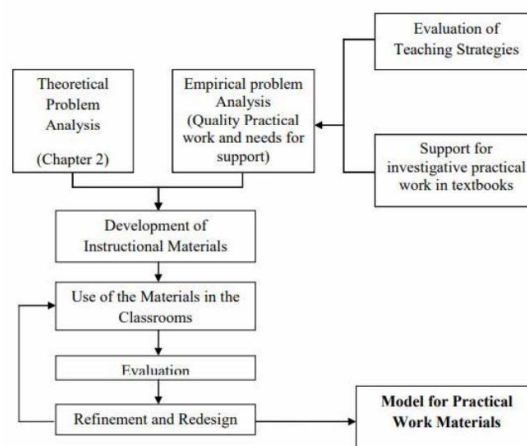 Evaluation of
Teaching Strategies
Theoretical
Problem
Analysis
(Chapter 2)
Empirical problem
Analysis
(Quality Practical
work and needs for
support)
Support for
investigative practical
work in textbooks
Development of
Instructional Materials
Use of the Materials in the
Classrooms
Evaluation
Refinement and Redesign
Model for Practical
Work Materials